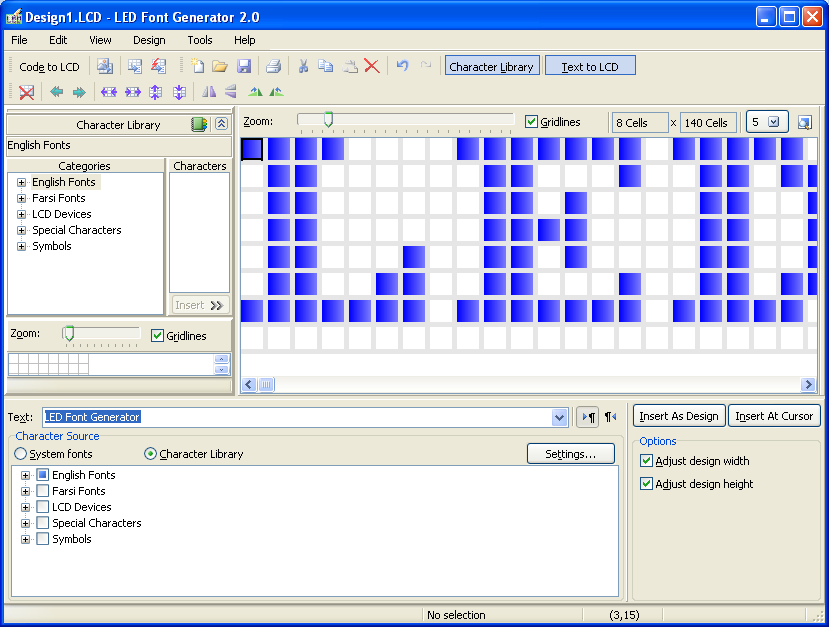 Design1.LCD - LED Font Generator 2.0
File Edit View Design Tools Help
Code to LCD Character Library Text to LCD
Character Library
English Fonts
Categories Characters
English Fonts
Farsi Fonts
LCD Devices
Special Characters
Symbols
Insert
Zoom: Gridlines
Zoom: Gridlines 8 Cells x 140 Cells 5
Text: LED Font Generator ¶ ¶ Insert As Design Insert At Cursor
Character Source
System fonts Character Library Settings...
English Fonts
Farsi Fonts
LCD Devices
Special Characters
Symbols
Options
Adjust design width
Adjust design height
No selection (3,15)